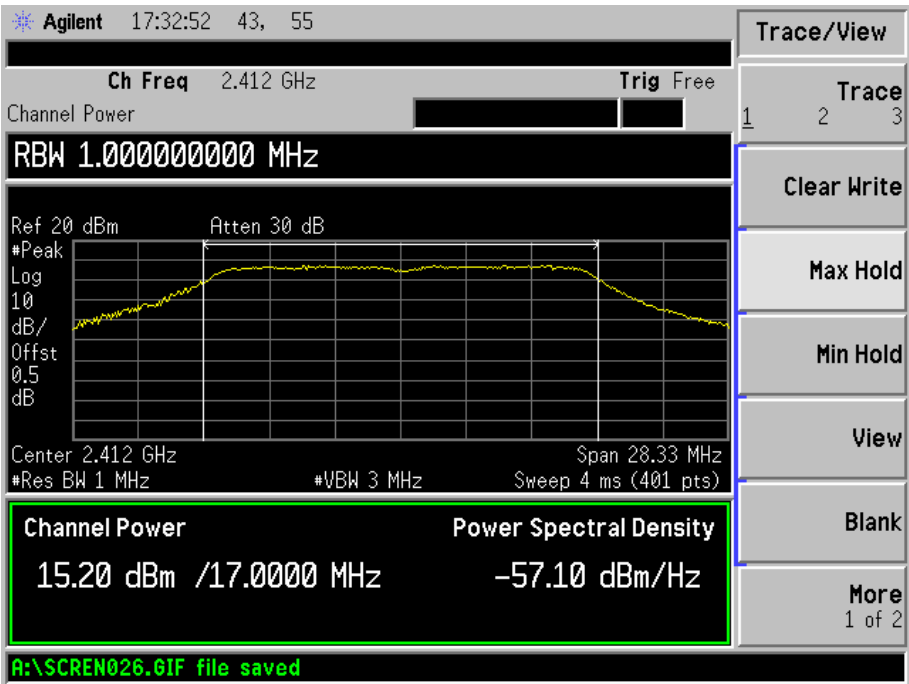 Agilent 17:32:52 43, 55
Trace/View
Ch Freq 2.412 GHz Trig Free
Channel Power
Trace
1 2 3
RBW 1.000000000 MHz
Clear Write
Ref 20 dBm Atten 30 dB
#Peak
Log
10
dB/
Offst
0.5
dB
Max Hold
Min Hold
Center 2.412 GHz Span 28.33 MHz
#Res BW 1 MHz #VBW 3 MHz Sweep 4 ms (401 pts)
View
Channel Power Power Spectral Density
15.20 dBm /17.0000 MHz -57.10 dBm/Hz
Blank
More
1 of 2
A:\SCREN026.GIF file saved